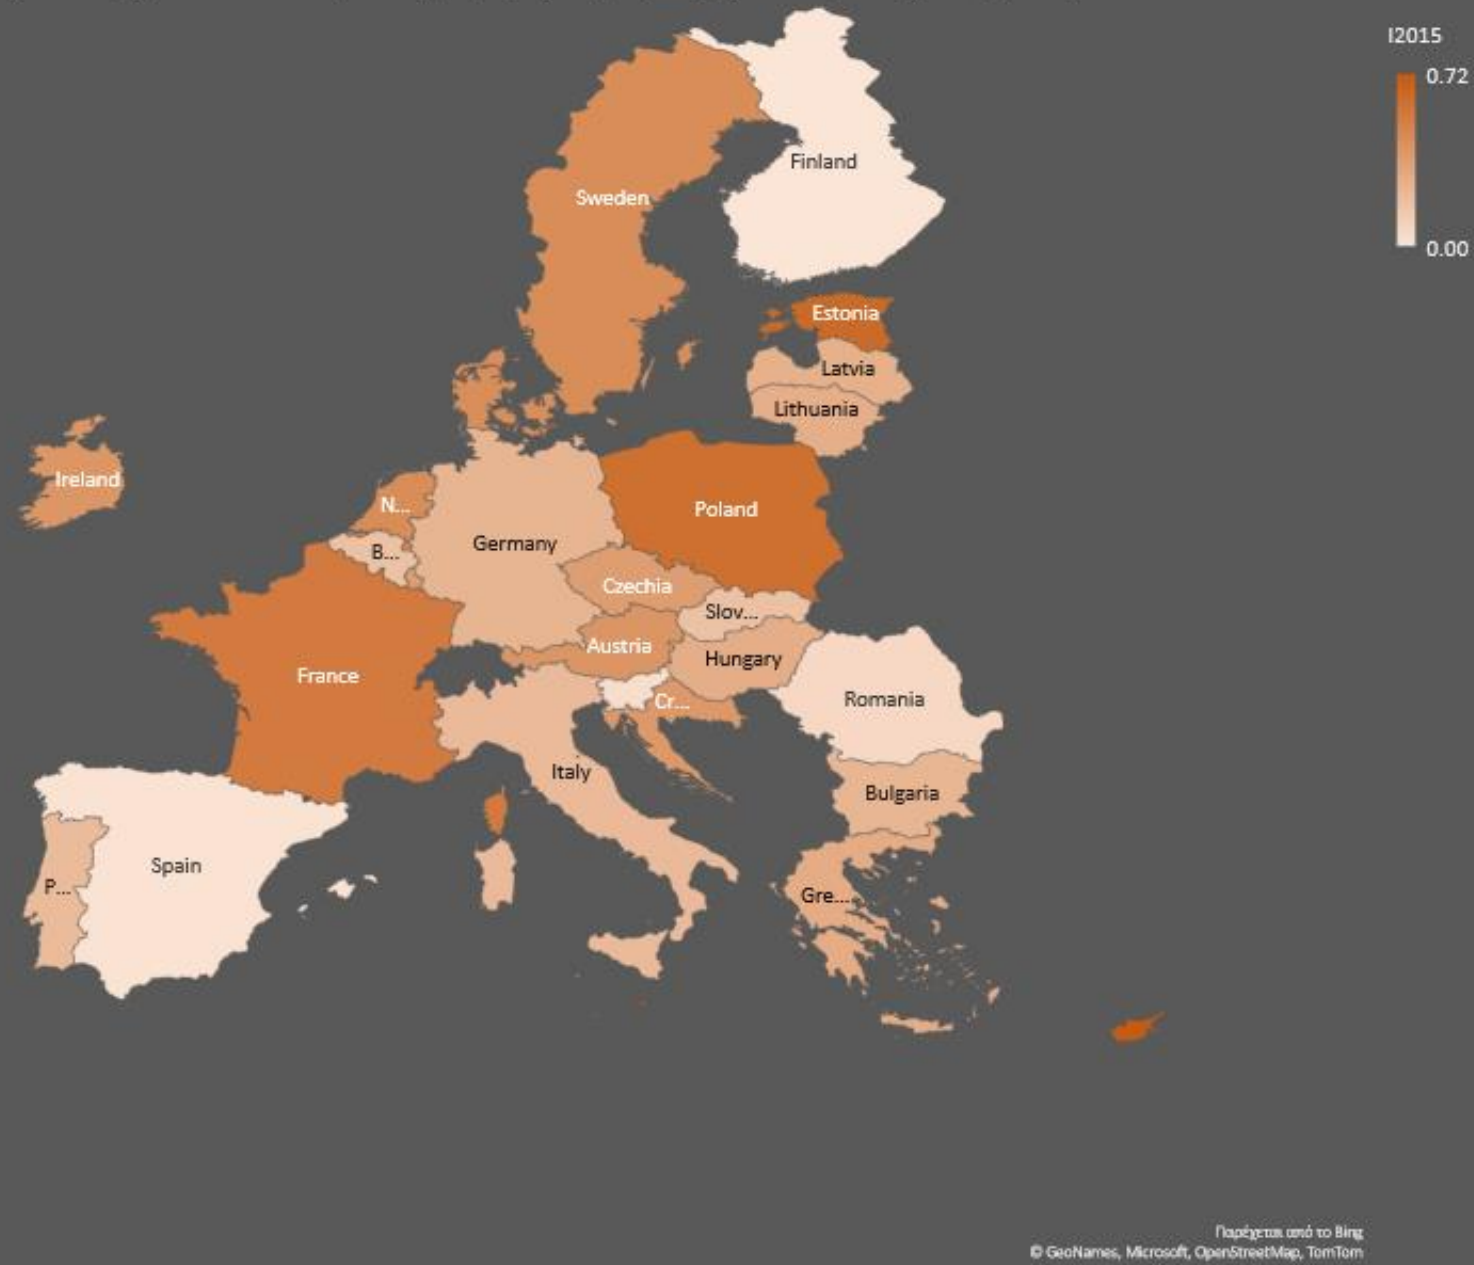 I2015
0.72
Finland
Sweden
0.00
Estonia
Latvia
Lithuania
Ireland
N...
Poland
B...
Germany
Czechia
Slov...
Austria
Hungary
France
Romania
Cr...
Italy
Bulgaria
Spain
P...
Gre...
Παρέχεται από το Bing
© GeoNames, Microsoft, OpenStreetMap, TomTom